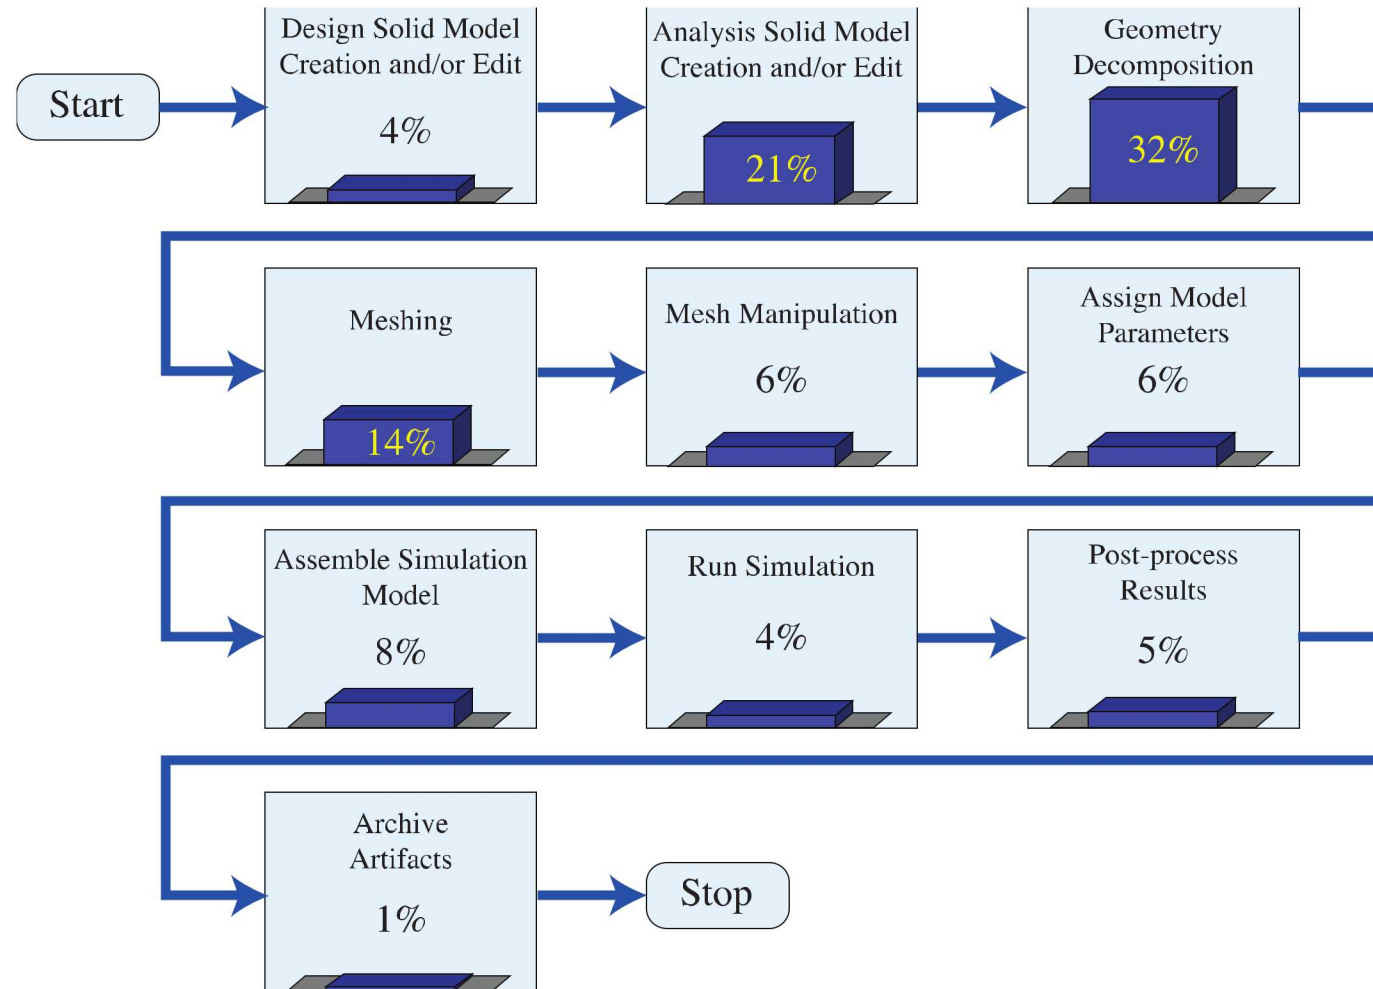 Start
Design Solid Model
Creation and/or Edit
4%
Analysis Solid Model
Creation and/or Edit
21%
Geometry
Decomposition
32%
Meshing
14%
Mesh Manipulation
6%
Assign Model
Parameters
6%
Assemble Simulation
Model
8%
Run Simulation
4%
Post-process
Results
5%
Archive
Artifacts
1%
Stop